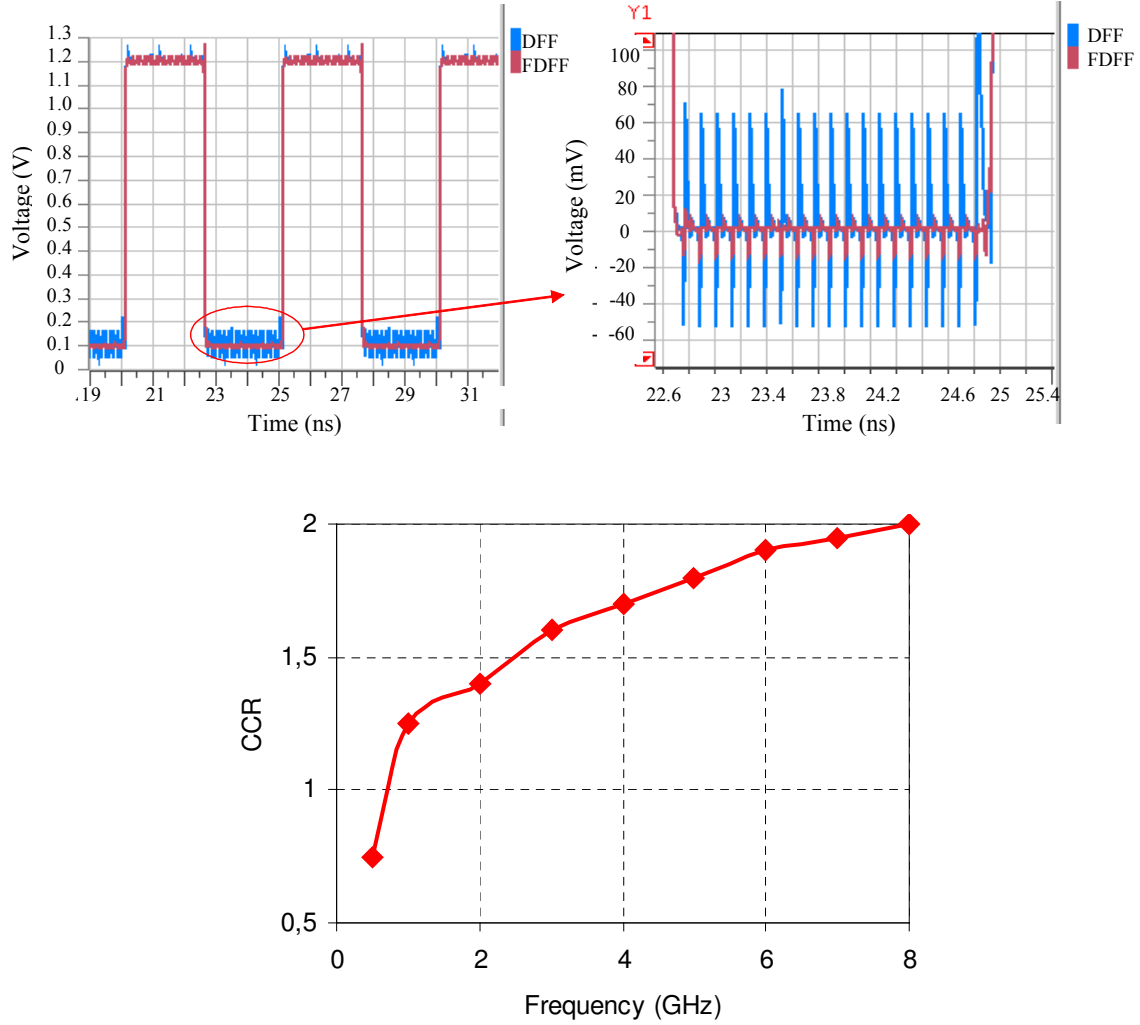 1.3
1.2
1.1
1.0
0.9
0.8
0.7
0.6
0.5
0.4
0.3
0.2
0.1
0
Voltage (V)
.19 21 23 25 27 29 31
Time (ns)
DFF
FDFF
Y1
100
80
60
40
20
0
-20
-40
-60
Voltage (mV)
22.6 23 23.4 23.8 24.2 24.6 25 25.4
Time (ns)
DFF
FDFF
2
1,5
1
0,5
CCR
0 2 4 6 8
Frequency (GHz)